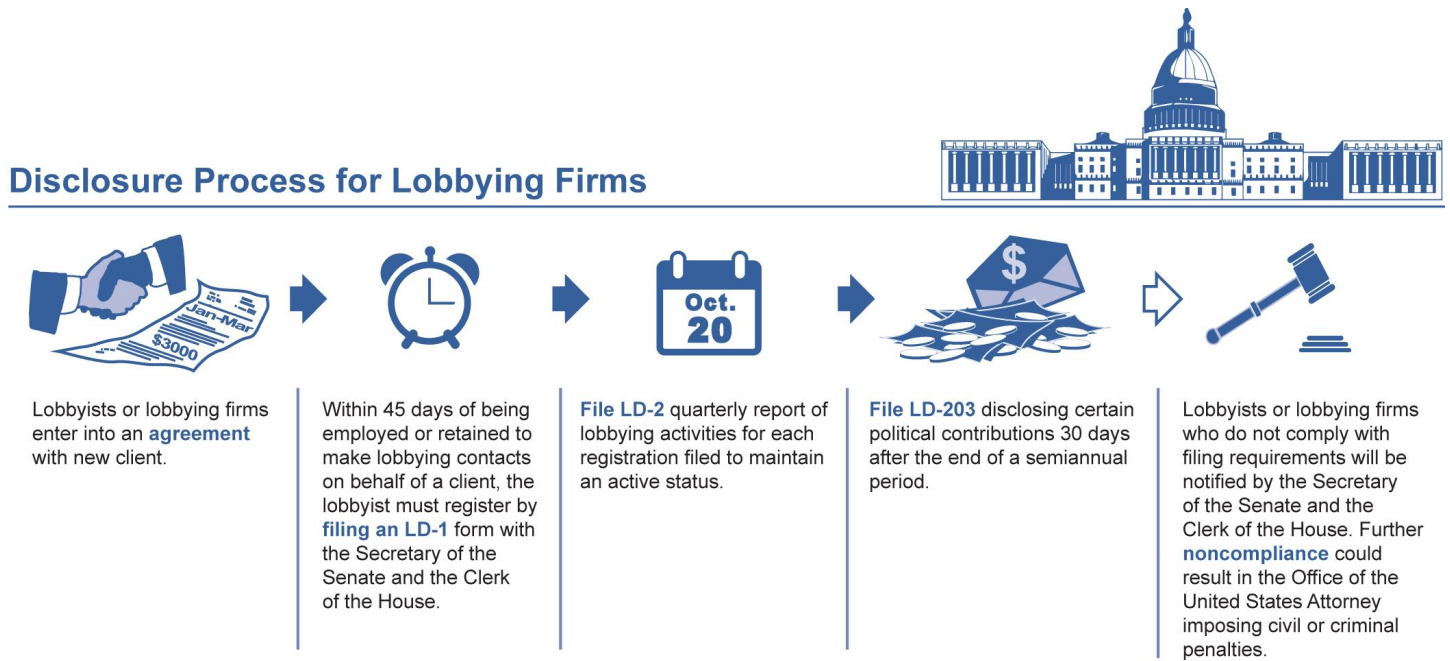 Disclosure Process for Lobbying Firms
Jan-Mar
$3000
Oct.
20
$
Lobbyists or lobbying firms
enter into an agreement
with new client.
Within 45 days of being
employed or retained to
make lobbying contacts
on behalf of a client, the
lobbyist must register by
filing an LD-1 form with
the Secretary of the
Senate and the Clerk
of the House.
File LD-2 quarterly report of
lobbying activities for each
registration filed to maintain
an active status.
File LD-203 disclosing certain
political contributions 30 days
after the end of a semiannual
period.
Lobbyists or lobbying firms
who do not comply with
filing requirements will be
notified by the Secretary
of the Senate and the
Clerk of the House. Further
noncompliance could
result in the Office of the
United States Attorney
imposing civil or criminal
penalties.